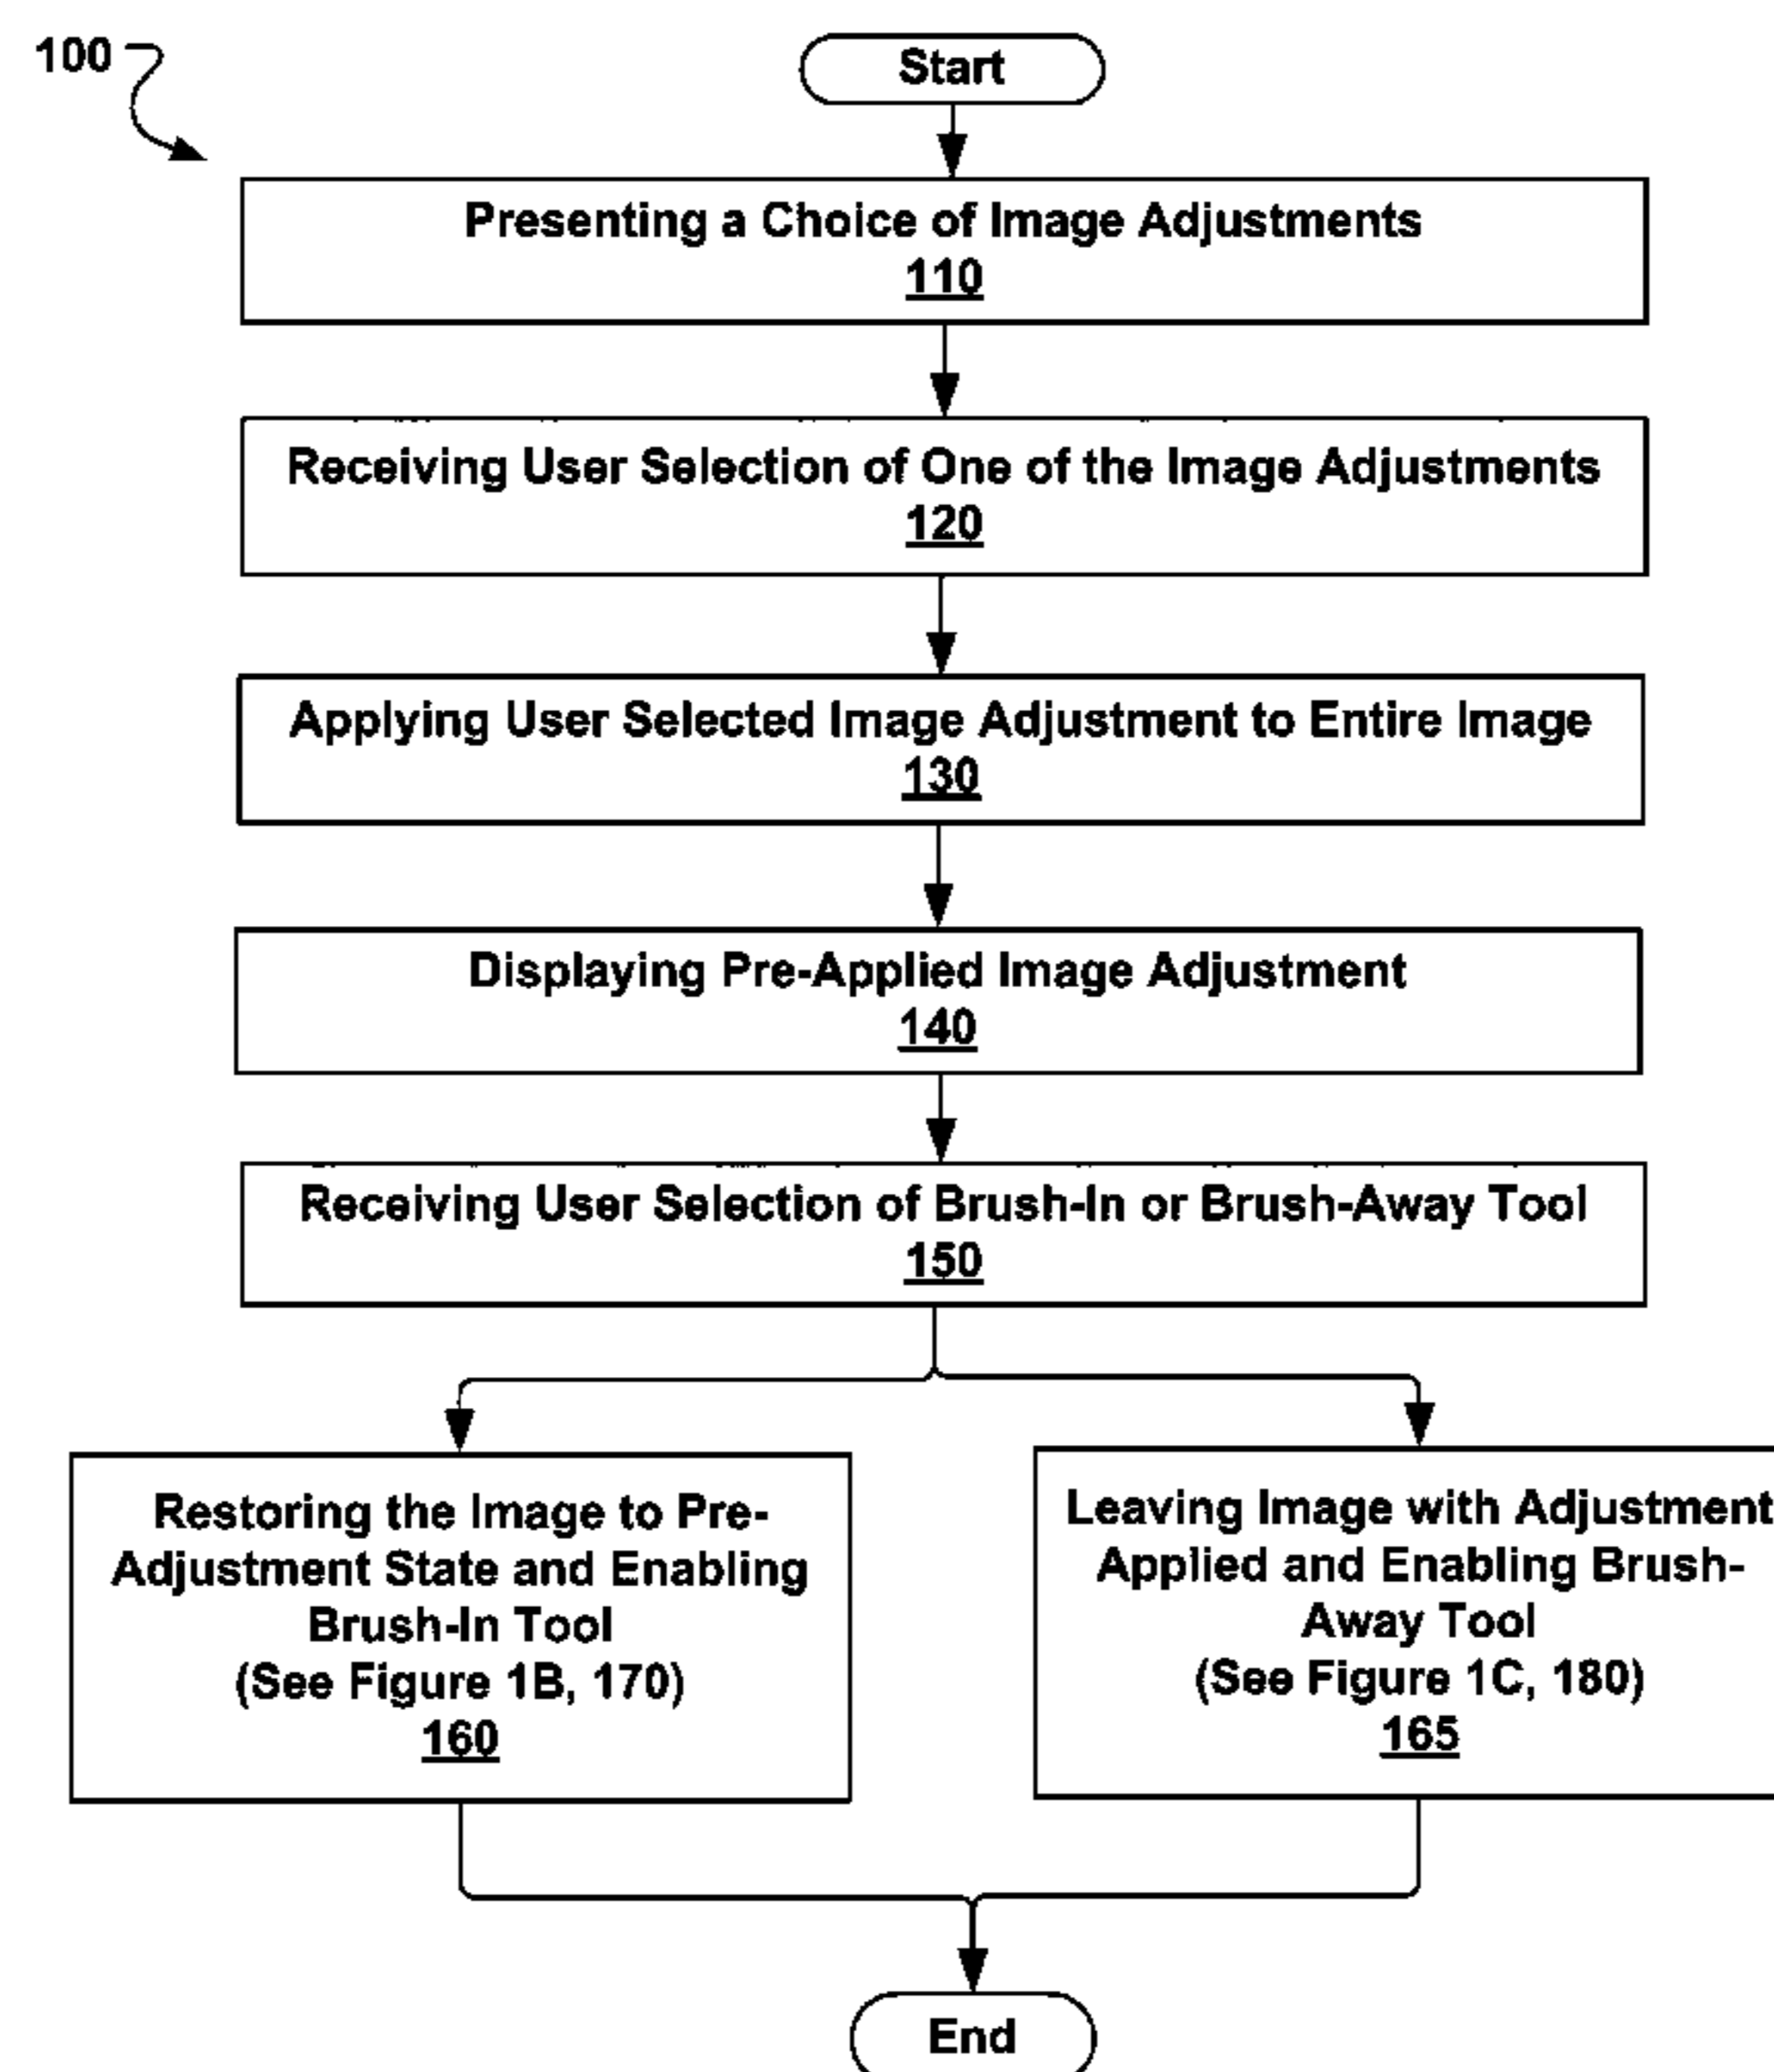 100
Start
Presenting a Choice of Image Adjustments
110
Receiving User Selection of One of the Image Adjustments
120
Applying User Selected Image Adjustment to Entire Image
130
Displaying Pre-Applied Image Adjustment
140
Receiving User Selection of Brush-In or Brush-Away Tool
150
Restoring the Image to Pre-
Adjustment State and Enabling
Brush-In Tool
(See Figure 1B, 170)
160
Leaving Image with Adjustment
Applied and Enabling Brush-
Away Tool
(See Figure 1C, 180)
165
End